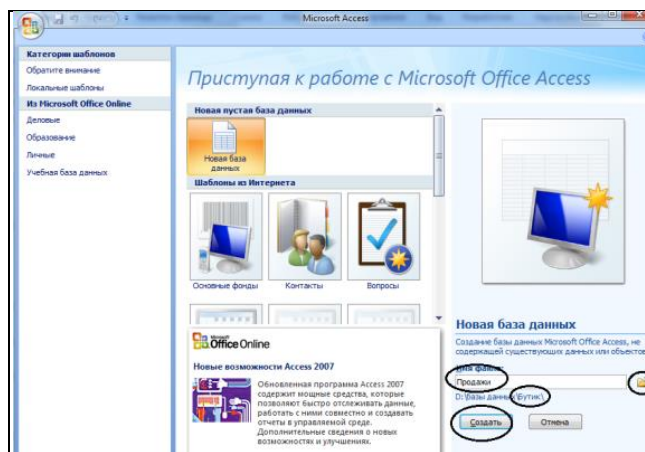 Microsoft Access
Категории шаблонов
Обратите внимание
Локальные шаблоны
Из Microsoft Office Online
Деловые
Образование
Личные
Учебная база данных
Приступая к работе с Microsoft Office Access
Новая пустая база данных
Новая база
данных
Шаблоны из Интернета
Основные фонды
Контакты
Вопросы
Microsoft
Office Online
Новые возможности Access 2007
Обновленная программа Access 2007
содержит мощные средства, которые
позволяют быстро отслеживать данные,
работать с ними совместно и создавать
отчеты в управляемой среде.
Дополнительные сведения о новых
возможностях и улучшениях.
Новая база данных
Создание базы данных Microsoft Office Access, не
содержащей существующих данных или объектов
Имя файла:
Продажи
D:\Базы данных\Бутик\
Создать
Отмена